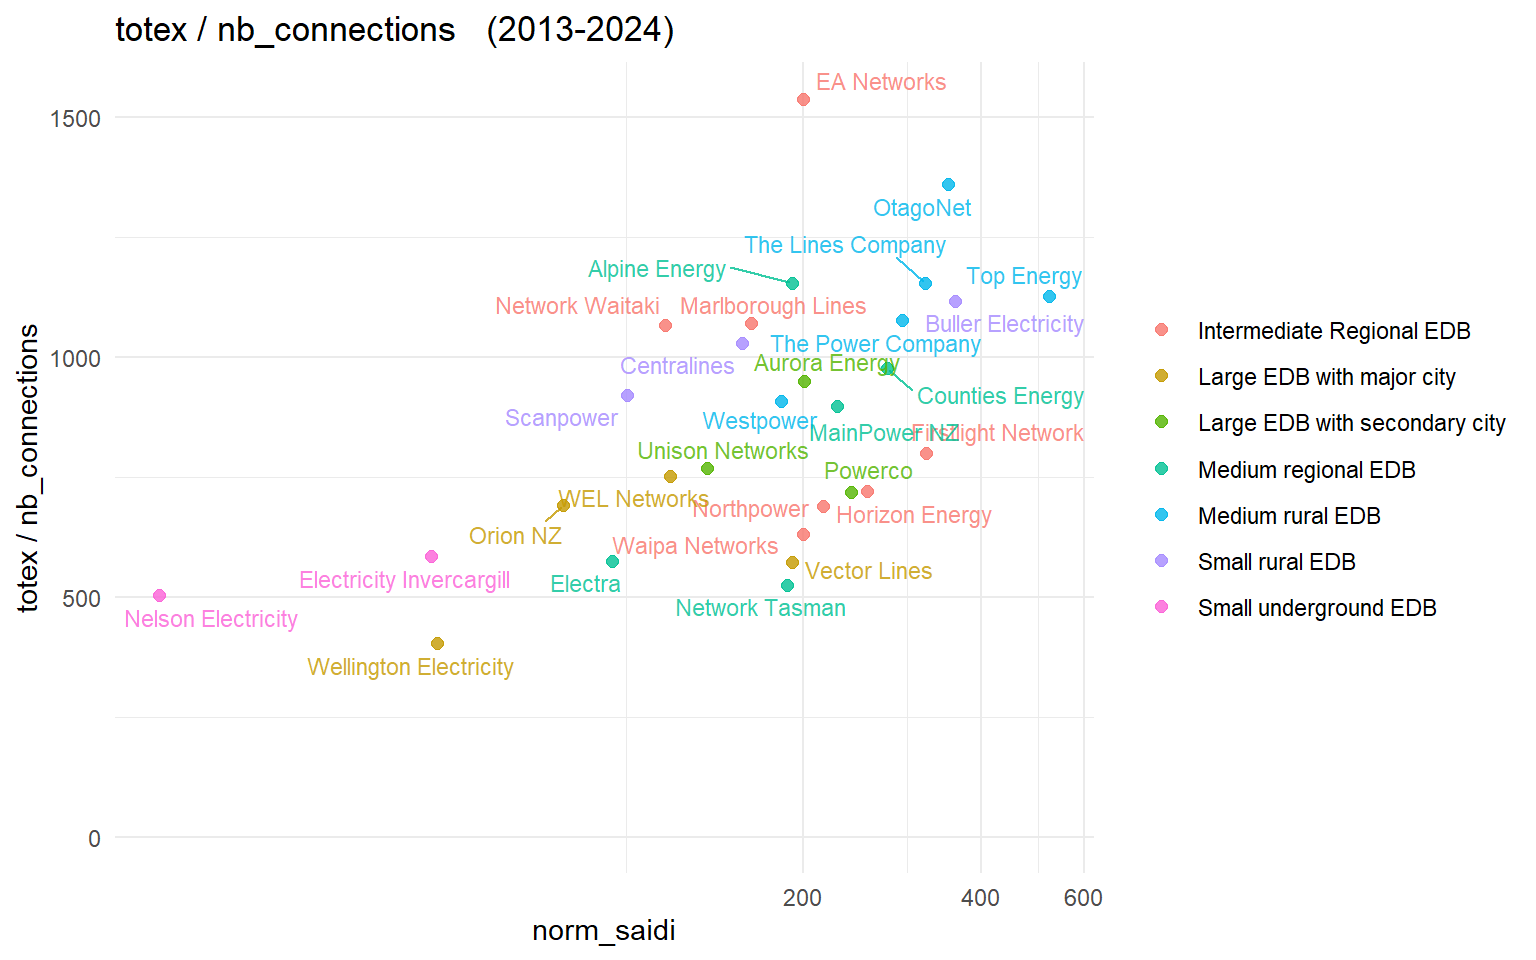 totex / nb_connections (2013-2024)
totex / nb_connections
1500
1000
500
0
EA Networks
OtagoNet
The Lines Company
Alpine Energy
Top Energy
Network Waitaki
Marlborough Lines
Buller Electricity
The Power Company
Aurora Energy
Centralines
Counties Energy
Scanpower
Westpower
MainPower NZ
Firstlight Network
Unison Networks
Powerco
WEL Networks
Northpower
Horizon Energy
Orion NZ
Waipa Networks
Vector Lines
Electricity Invercargill
Electra
Network Tasman
Nelson Electricity
Wellington Electricity
200
400
600
norm_saidi
Intermediate Regional EDB
Large EDB with major city
Large EDB with secondary city
Medium regional EDB
Medium rural EDB
Small rural EDB
Small underground EDB